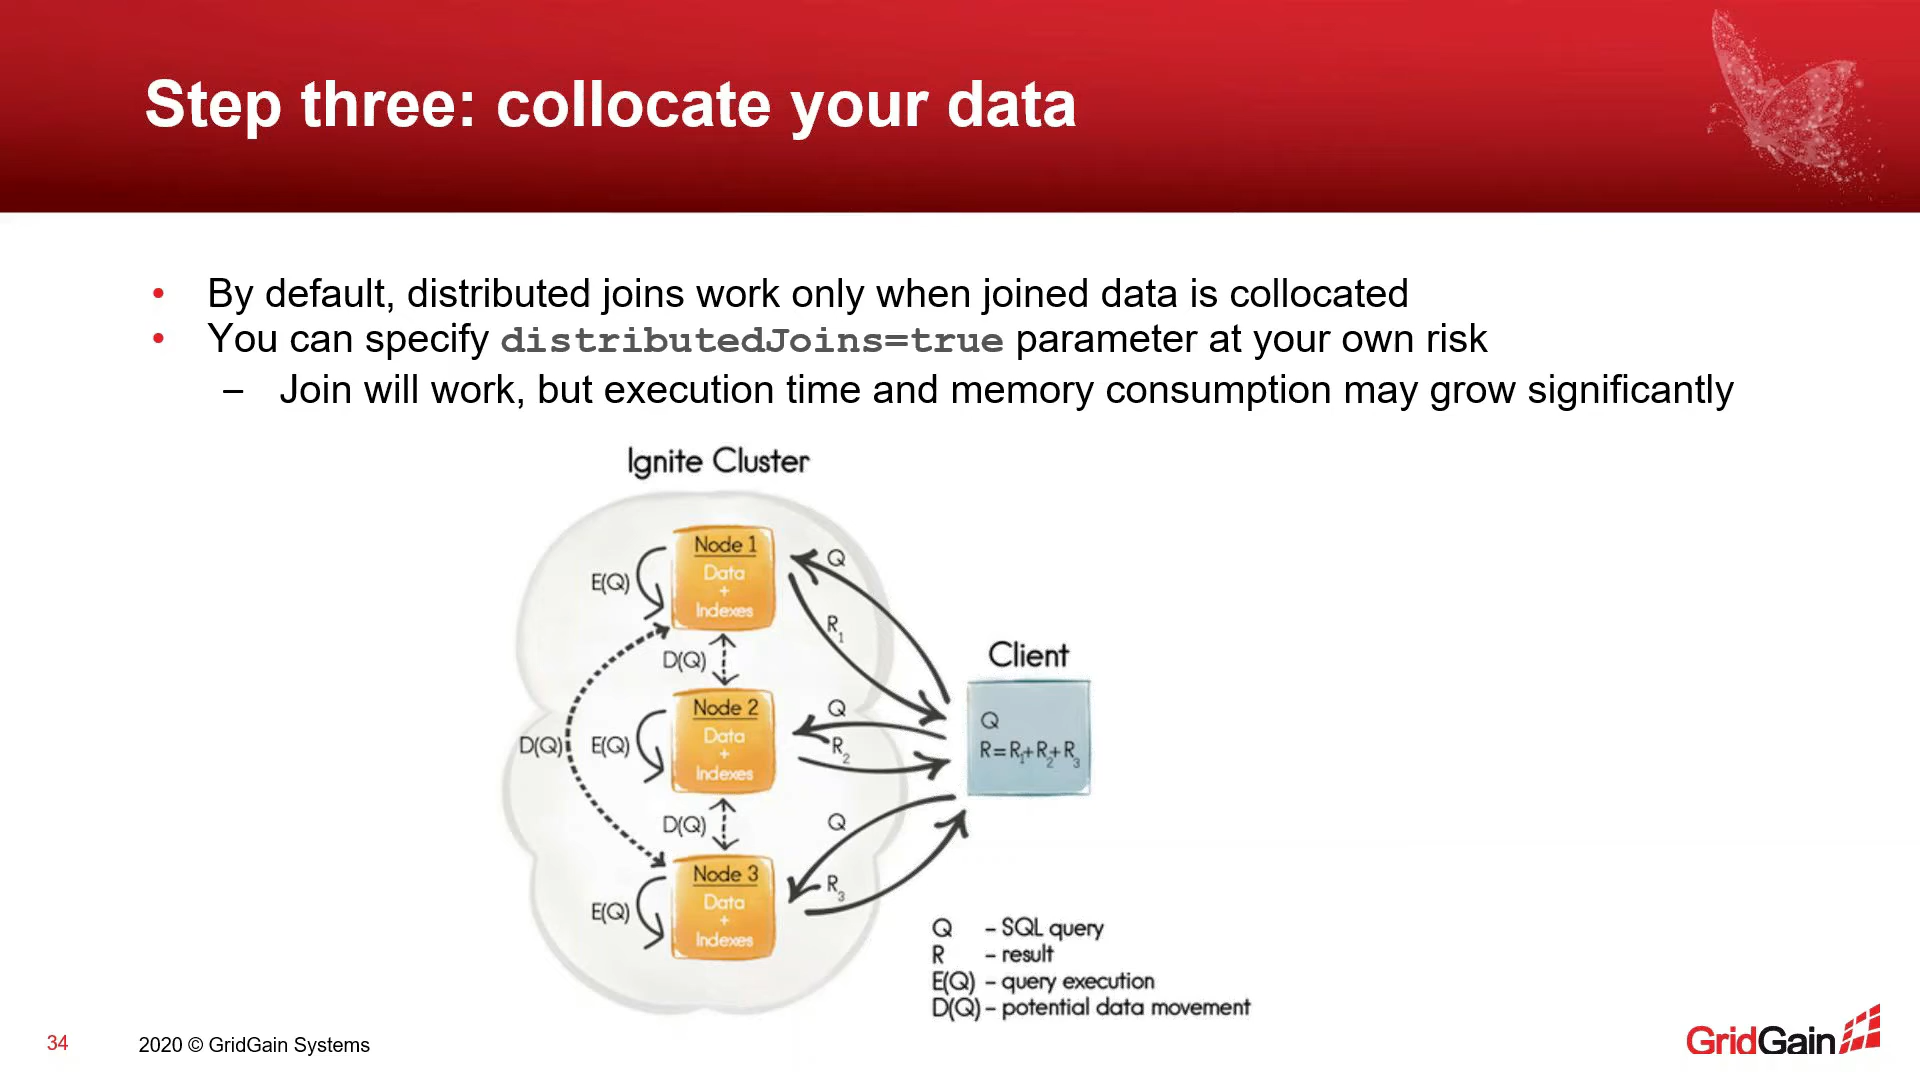 Step three: collocate your data
• By default, distributed joins work only when joined data is collocated
• You can specify distributedJoins=true parameter at your own risk
– Join will work, but execution time and memory consumption may grow significantly
Ignite Cluster
Node 1
Data
+
Indexes
E(Q)
Q
R1
D(Q)
Client
Q
R=R1+R2+R3
Node 2
Data
+
Indexes
D(Q)
E(Q)
Q
R2
D(Q)
Q
Node 3
Data
+
Indexes
E(Q)
R3
Q – SQL query
R – result
E(Q) – query execution
D(Q) – potential data movement
34
2020 © GridGain Systems
GridGain